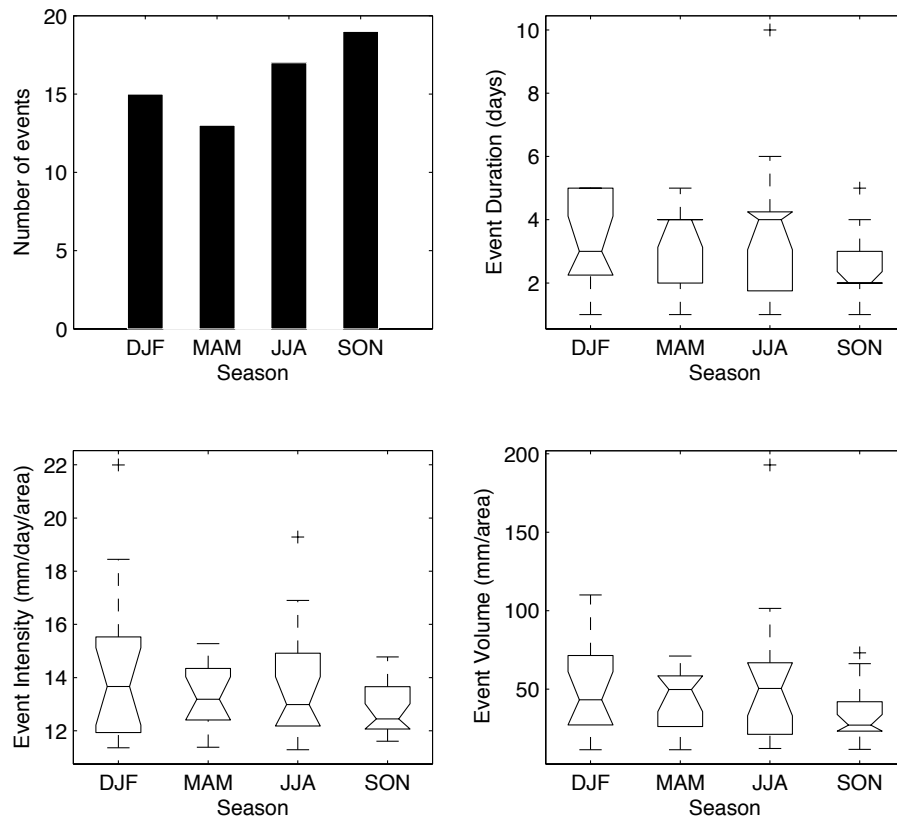 Number of events
20
15
10
5
0
DJF MAM JJA SON
Season
Event Duration (days)
10
8
6
4
2
DJF MAM JJA SON
Season
Event Intensity (mm/day/area)
22
20
18
16
14
12
DJF MAM JJA SON
Season
Event Volume (mm/area)
200
150
100
50
DJF MAM JJA SON
Season